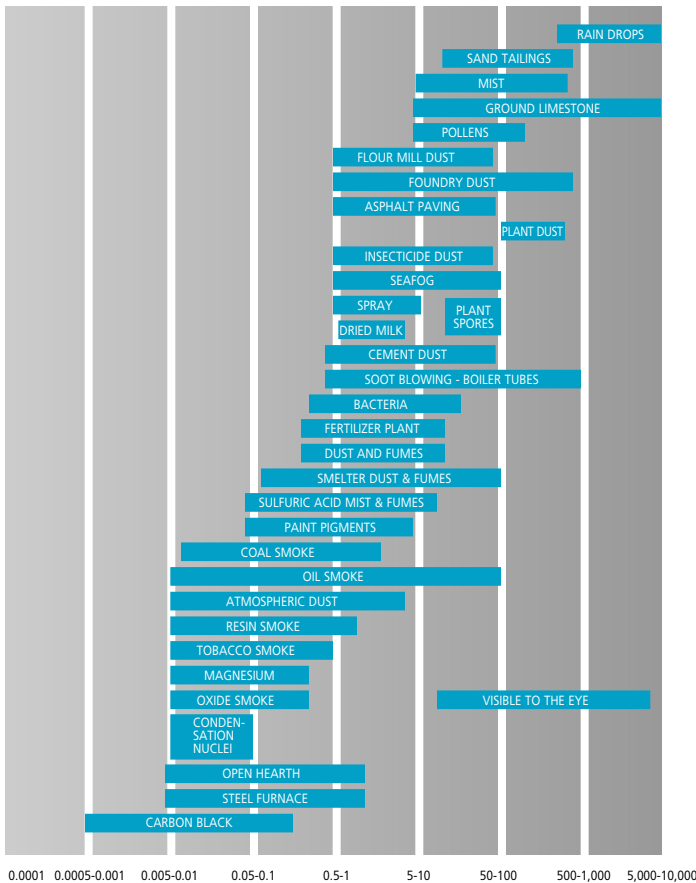 RAIN DROPS
SAND TAILINGS
MIST
GROUND LIMESTONE
POLLENS
FLOUR MILL DUST
FOUNDRY DUST
ASPHALT PAVING
PLANT DUST
INSECTICIDE DUST
SEAFOG
SPRAY
PLANT
SPORES
DRIED MILK
CEMENT DUST
SOOT BLOWING - BOILER TUBES
BACTERIA
FERTILIZER PLANT
DUST AND FUMES
SMELTER DUST & FUMES
SULFURIC ACID MIST & FUMES
PAINT PIGMENTS
COAL SMOKE
OIL SMOKE
ATMOSPHERIC DUST
RESIN SMOKE
TOBACCO SMOKE
MAGNESIUM
OXIDE SMOKE
VISIBLE TO THE EYE
CONDEN-
SATION
NUCLEI
OPEN HEARTH
STEEL FURNACE
CARBON BLACK
0.0001 0.0005-0.001 0.005-0.01 0.05-0.1 0.5-1 5-10 50-100 500-1,000 5,000-10,000